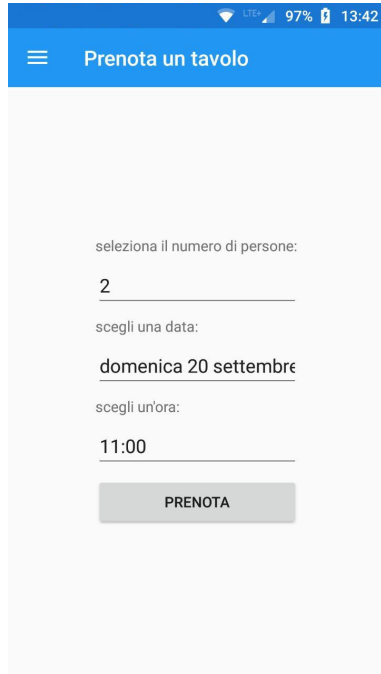 LTE+ 97% 13:42
Prenota un tavolo
seleziona il numero di persone:
2
scegli una data:
domenica 20 settembre
scegli un'ora:
11:00
PRENOTA